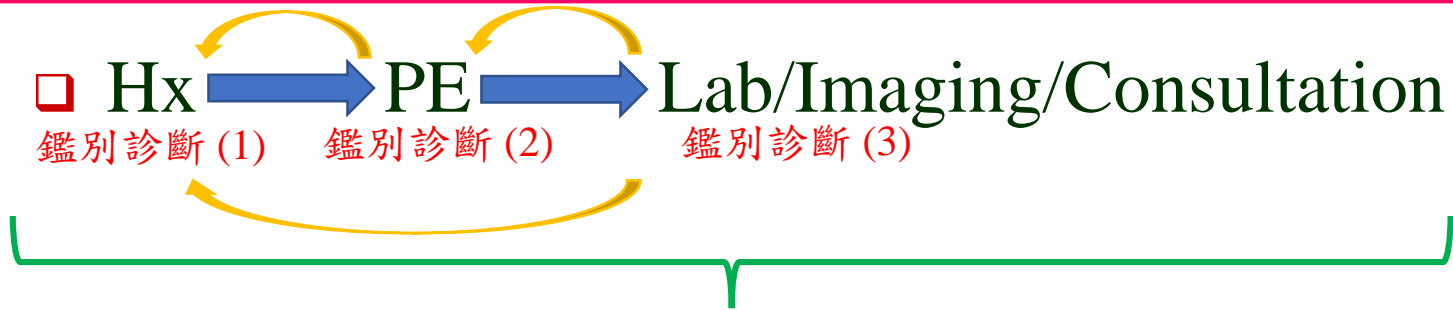 Hx PE Lab/Imaging/Consultation
鑑別診斷 (1) 鑑別診斷 (2) 鑑別診斷 (3)